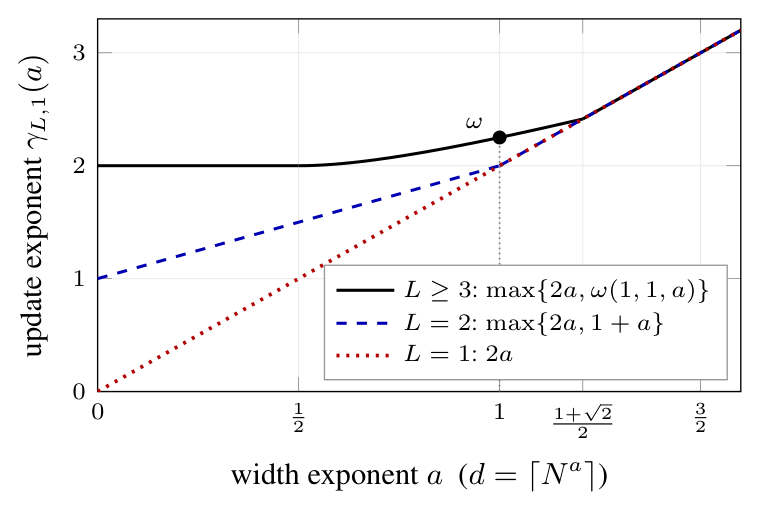 update exponent γ_{L,1}(a)
3
2
1
0
ω
L ≥ 3: max{2a, ω(1, 1, a)}
L = 2: max{2a, 1 + a}
L = 1: 2a
0
1/2
1
(1+√2)/2
3/2
width exponent a (d = ⌈N^a⌉)